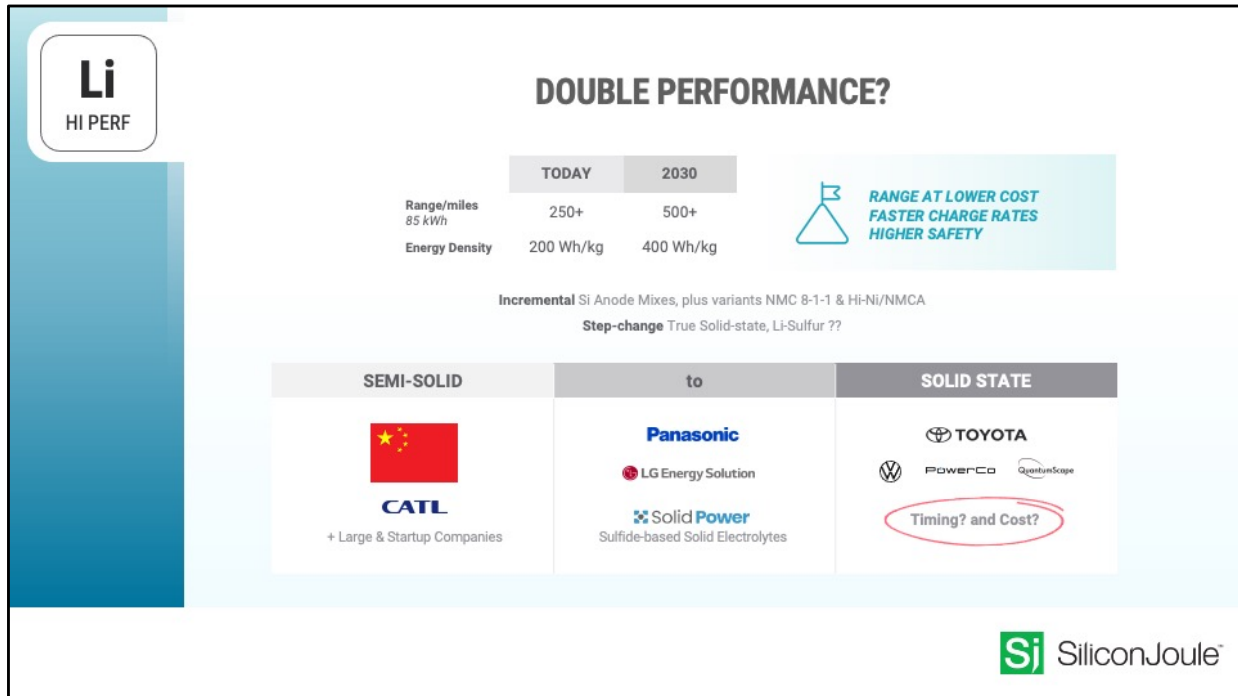 Li
HI PERF
DOUBLE PERFORMANCE?
TODAY 2030
Range/miles
85 kWh
250+ 500+
Energy Density 200 Wh/kg 400 Wh/kg
RANGE AT LOWER COST
FASTER CHARGE RATES
HIGHER SAFETY
Incremental Si Anode Mixes, plus variants NMC 8-1-1 & Hi-Ni/NMCA
Step-change True Solid-state, Li-Sulfur ??
SEMI-SOLID to SOLID STATE
CATL
+ Large & Startup Companies
Panasonic
LG Energy Solution
Solid Power
Sulfide-based Solid Electrolytes
TOYOTA
PowerCo QuantumScape
Timing? and Cost?
Sj SiliconJoule™